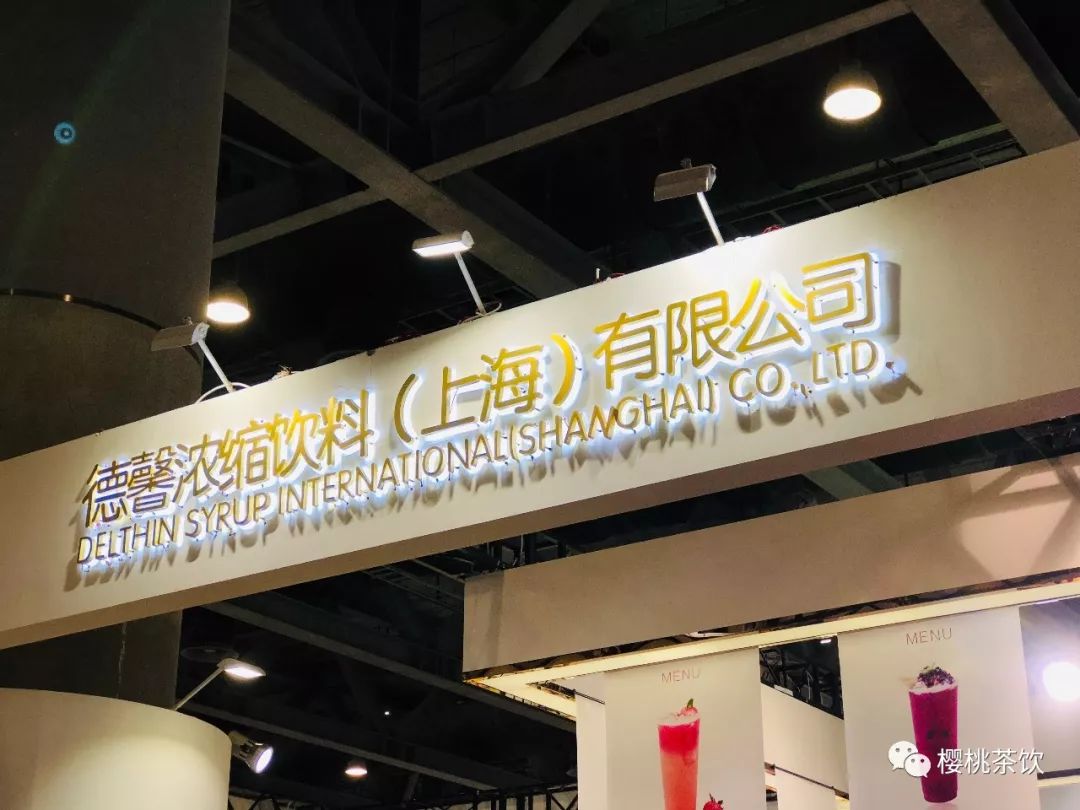 德馨浓缩饮料（上海）有限公司
DELTHIN SYRUP INTERNATIONAL(SHANGHAI) CO.,LTD.
MENU
MENU
樱桃茶饮